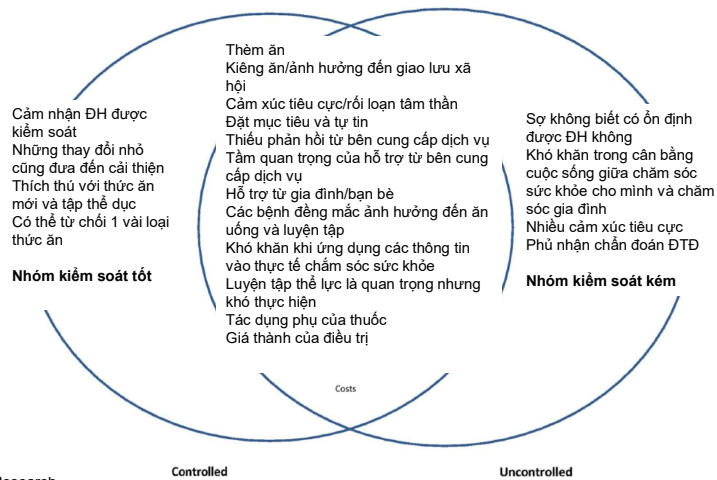 Thèm ăn
Kiêng ăn/ảnh hưởng đến giao lưu xã
hội
Cảm xúc tiêu cực/rối loạn tâm thần
Đặt mục tiêu và tự tin
Thiếu phản hồi từ bên cung cấp dịch vụ
Tầm quan trọng của hỗ trợ từ bên cung
cấp dịch vụ
Hỗ trợ từ gia đình/bạn bè
Các bệnh đồng mắc ảnh hưởng đến ăn
uống và luyện tập
Khó khăn khi ứng dụng các thông tin
vào thực tế chắm sóc sức khỏe
Luyện tập thể lực là quan trọng nhưng
khó thực hiện
Tác dụng phụ của thuốc
Giá thành của điều trị
Cảm nhận ĐH được
kiểm soát
Những thay đổi nhỏ
cũng đưa đến cải thiện
Thích thú với thức ăn
mới và tập thể dục
Có thể từ chối 1 vài loại
thức ăn
Nhóm kiểm soát tốt
Sợ không biết có ổn định
được ĐH không
Khó khăn trong cân bằng
cuộc sống giữa chăm sóc
sức khỏe cho mình và chăm
sóc gia đình
Nhiều cảm xúc tiêu cực
Phủ nhận chẩn đoán ĐTĐ
Nhóm kiểm soát kém
Costs
Controlled
Uncontrolled